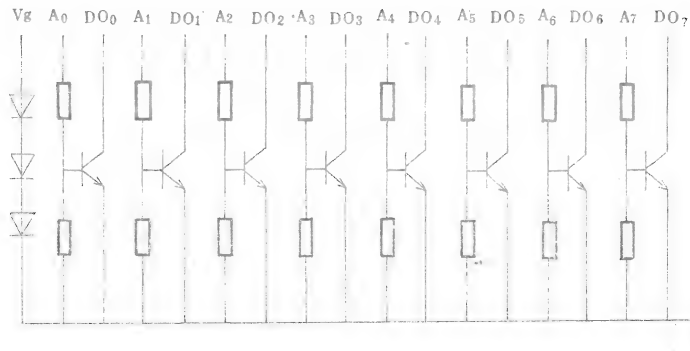 Vg A₀ DO₀ A₁ DO₁ A₂ DO₂ A₃ DO₃ A₄ DO₄ A₅ DO₅ A₆ DO₆ A₇ DO₇